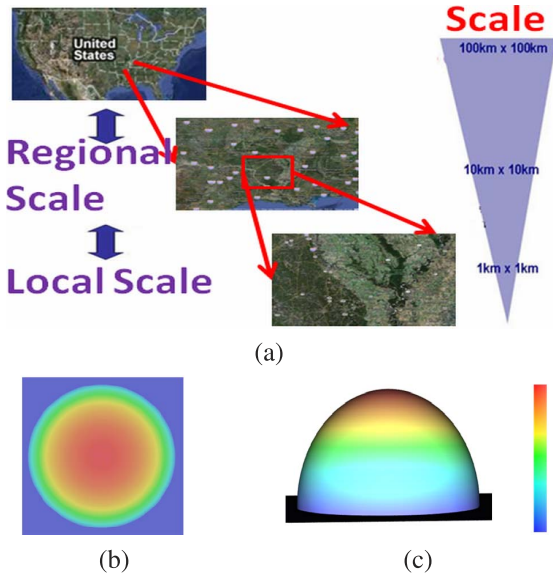 Scale
100km x 100km
United
States
Regional
Scale
10km x 10km
Local Scale
1km x 1km
(a)
(b)
(c)